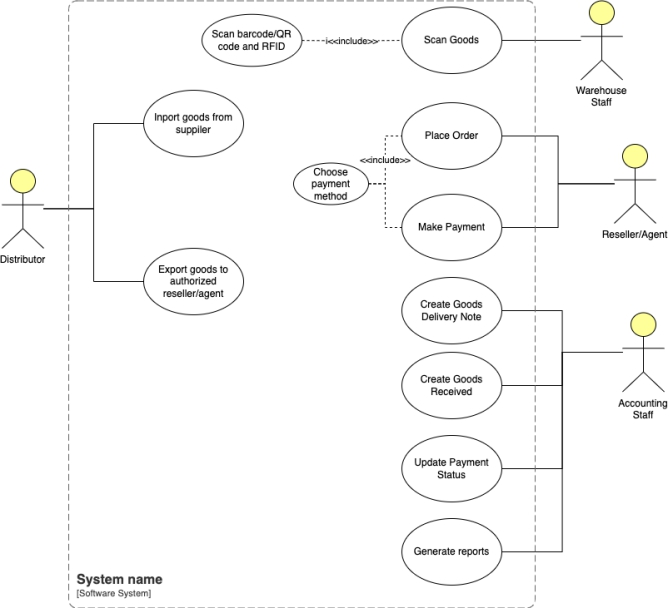 Scan barcode/QR
code and RFID
i<<include>>
Scan Goods
Warehouse
Staff
Inport goods from
suppiler
Place Order
<<include>>
Choose
payment
method
Make Payment
Reseller/Agent
Distributor
Export goods to
authorized
reseller/agent
Create Goods
Delivery Note
Create Goods
Received
Accounting
Staff
Update Payment
Status
Generate reports
System name
[Software System]